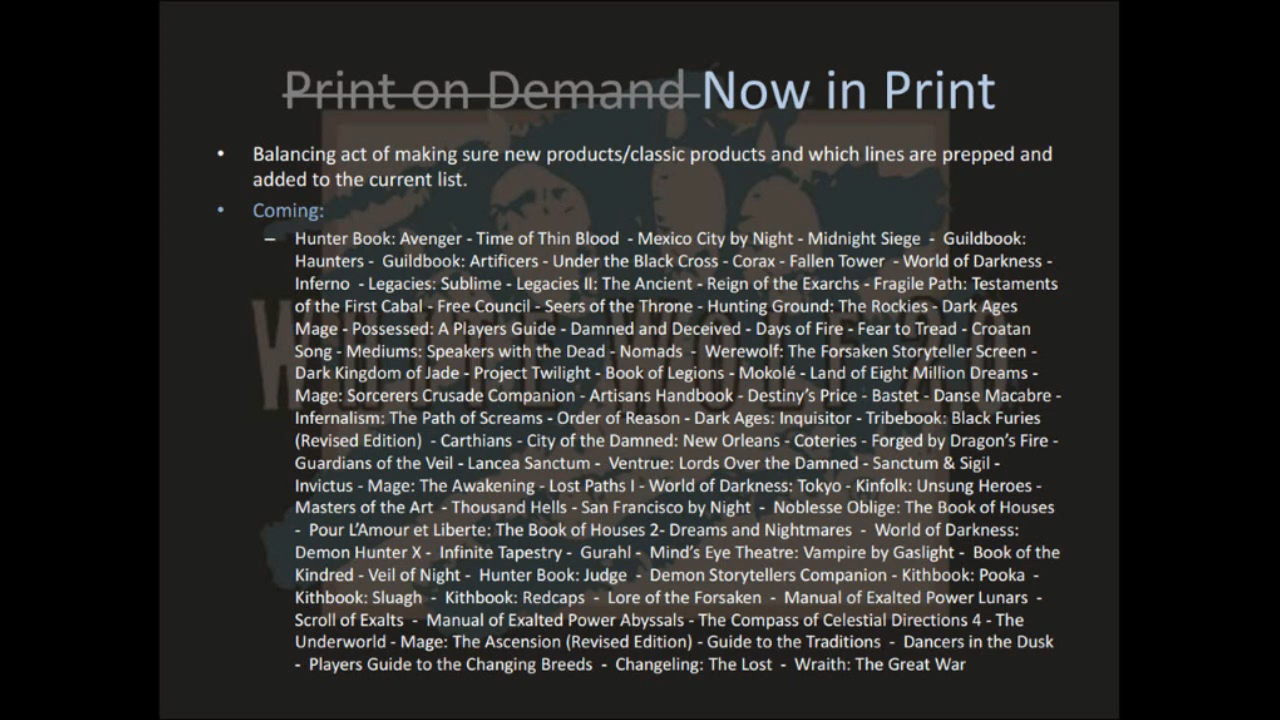 Print on Demand Now in Print
• Balancing act of making sure new products/classic products and which lines are prepped and
added to the current list.
• Coming:
– Hunter Book: Avenger - Time of Thin Blood - Mexico City by Night - Midnight Siege - Guildbook:
Haunters - Guildbook: Artificers - Under the Black Cross - Corax - Fallen Tower - World of Darkness -
Inferno - Legacies: Sublime - Legacies II: The Ancient - Reign of the Exarchs - Fragile Path: Testaments
of the First Cabal - Free Council - Seers of the Throne - Hunting Ground: The Rockies - Dark Ages
Mage - Possessed: A Players Guide - Damned and Deceived - Days of Fire - Fear to Tread - Croatan
Song - Mediums: Speakers with the Dead - Nomads - Werewolf: The Forsaken Storyteller Screen -
Dark Kingdom of Jade - Project Twilight - Book of Legions - Mokolé - Land of Eight Million Dreams -
Mage: Sorcerers Crusade Companion - Artisans Handbook - Destiny's Price - Bastet - Danse Macabre -
Infernalism: The Path of Screams - Order of Reason - Dark Ages: Inquisitor - Tribebook: Black Furies
(Revised Edition) - Carthians - City of the Damned: New Orleans - Coteries - Forged by Dragon's Fire -
Guardians of the Veil - Lancea Sanctum - Ventrue: Lords Over the Damned - Sanctum & Sigil -
Invictus - Mage: The Awakening - Lost Paths I - World of Darkness: Tokyo - Kinfolk: Unsung Heroes -
Masters of the Art - Thousand Hells - San Francisco by Night - Noblesse Oblige: The Book of Houses
- Pour L'Amour et Liberte: The Book of Houses 2- Dreams and Nightmares - World of Darkness:
Demon Hunter X - Infinite Tapestry - Gurahl - Mind's Eye Theatre: Vampire by Gaslight - Book of the
Kindred - Veil of Night - Hunter Book: Judge - Demon Storytellers Companion - Kithbook: Pooka -
Kithbook: Sluagh - Kithbook: Redcaps - Lore of the Forsaken - Manual of Exalted Power Lunars -
Scroll of Exalts - Manual of Exalted Power Abyssals - The Compass of Celestial Directions 4 - The
Underworld - Mage: The Ascension (Revised Edition) - Guide to the Traditions - Dancers in the Dusk
- Players Guide to the Changing Breeds - Changeling: The Lost - Wraith: The Great War